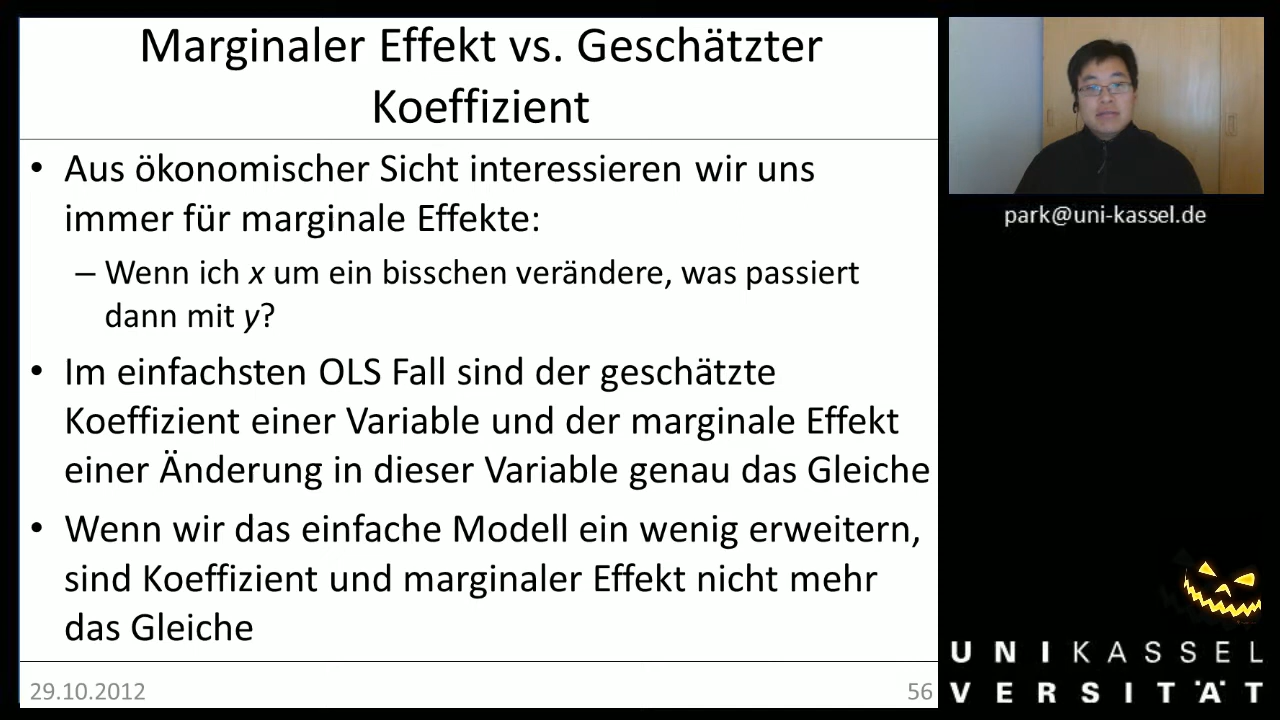 Marginaler Effekt vs. Geschätzter
Koeffizient
• Aus ökonomischer Sicht interessieren wir uns
immer für marginale Effekte:
– Wenn ich x um ein bisschen verändere, was passiert
dann mit y?
• Im einfachsten OLS Fall sind der geschätzte
Koeffizient einer Variable und der marginale Effekt
einer Änderung in dieser Variable genau das Gleiche
• Wenn wir das einfache Modell ein wenig erweitern,
sind Koeffizient und marginaler Effekt nicht mehr
das Gleiche
29.10.2012
56
park@uni-kassel.de
UNIKASSEL
VERSITÄT